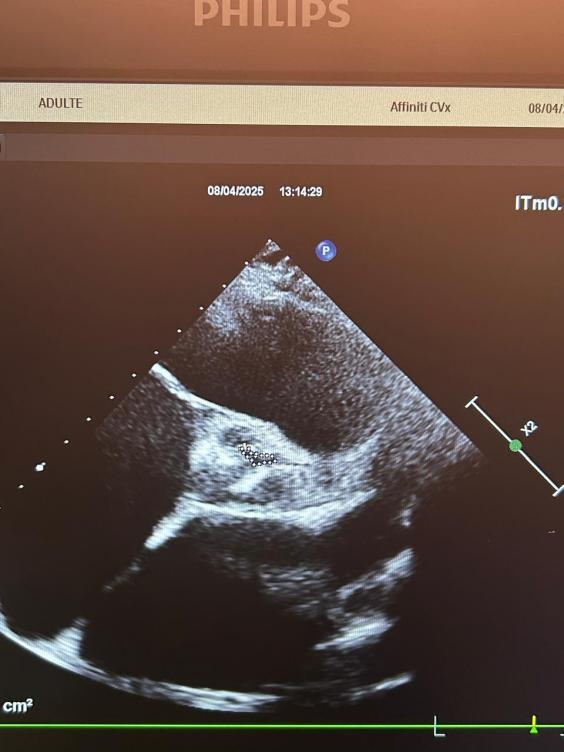 PHILIPS
ADULTE Affiniti CVx 08/04/
08/04/2025 13:14:29
ITm0.
P
X2
cm²